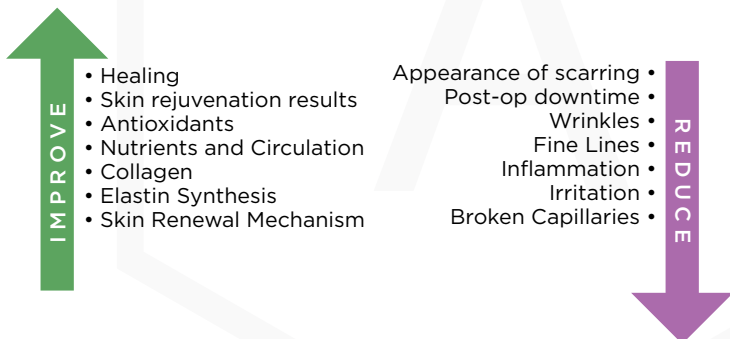 IMPROVE
• Healing
• Skin rejuvenation results
• Antioxidants
• Nutrients and Circulation
• Collagen
• Elastin Synthesis
• Skin Renewal Mechanism
Appearance of scarring •
Post-op downtime •
Wrinkles •
Fine Lines •
Inflammation •
Irritation •
Broken Capillaries •
REDUCE